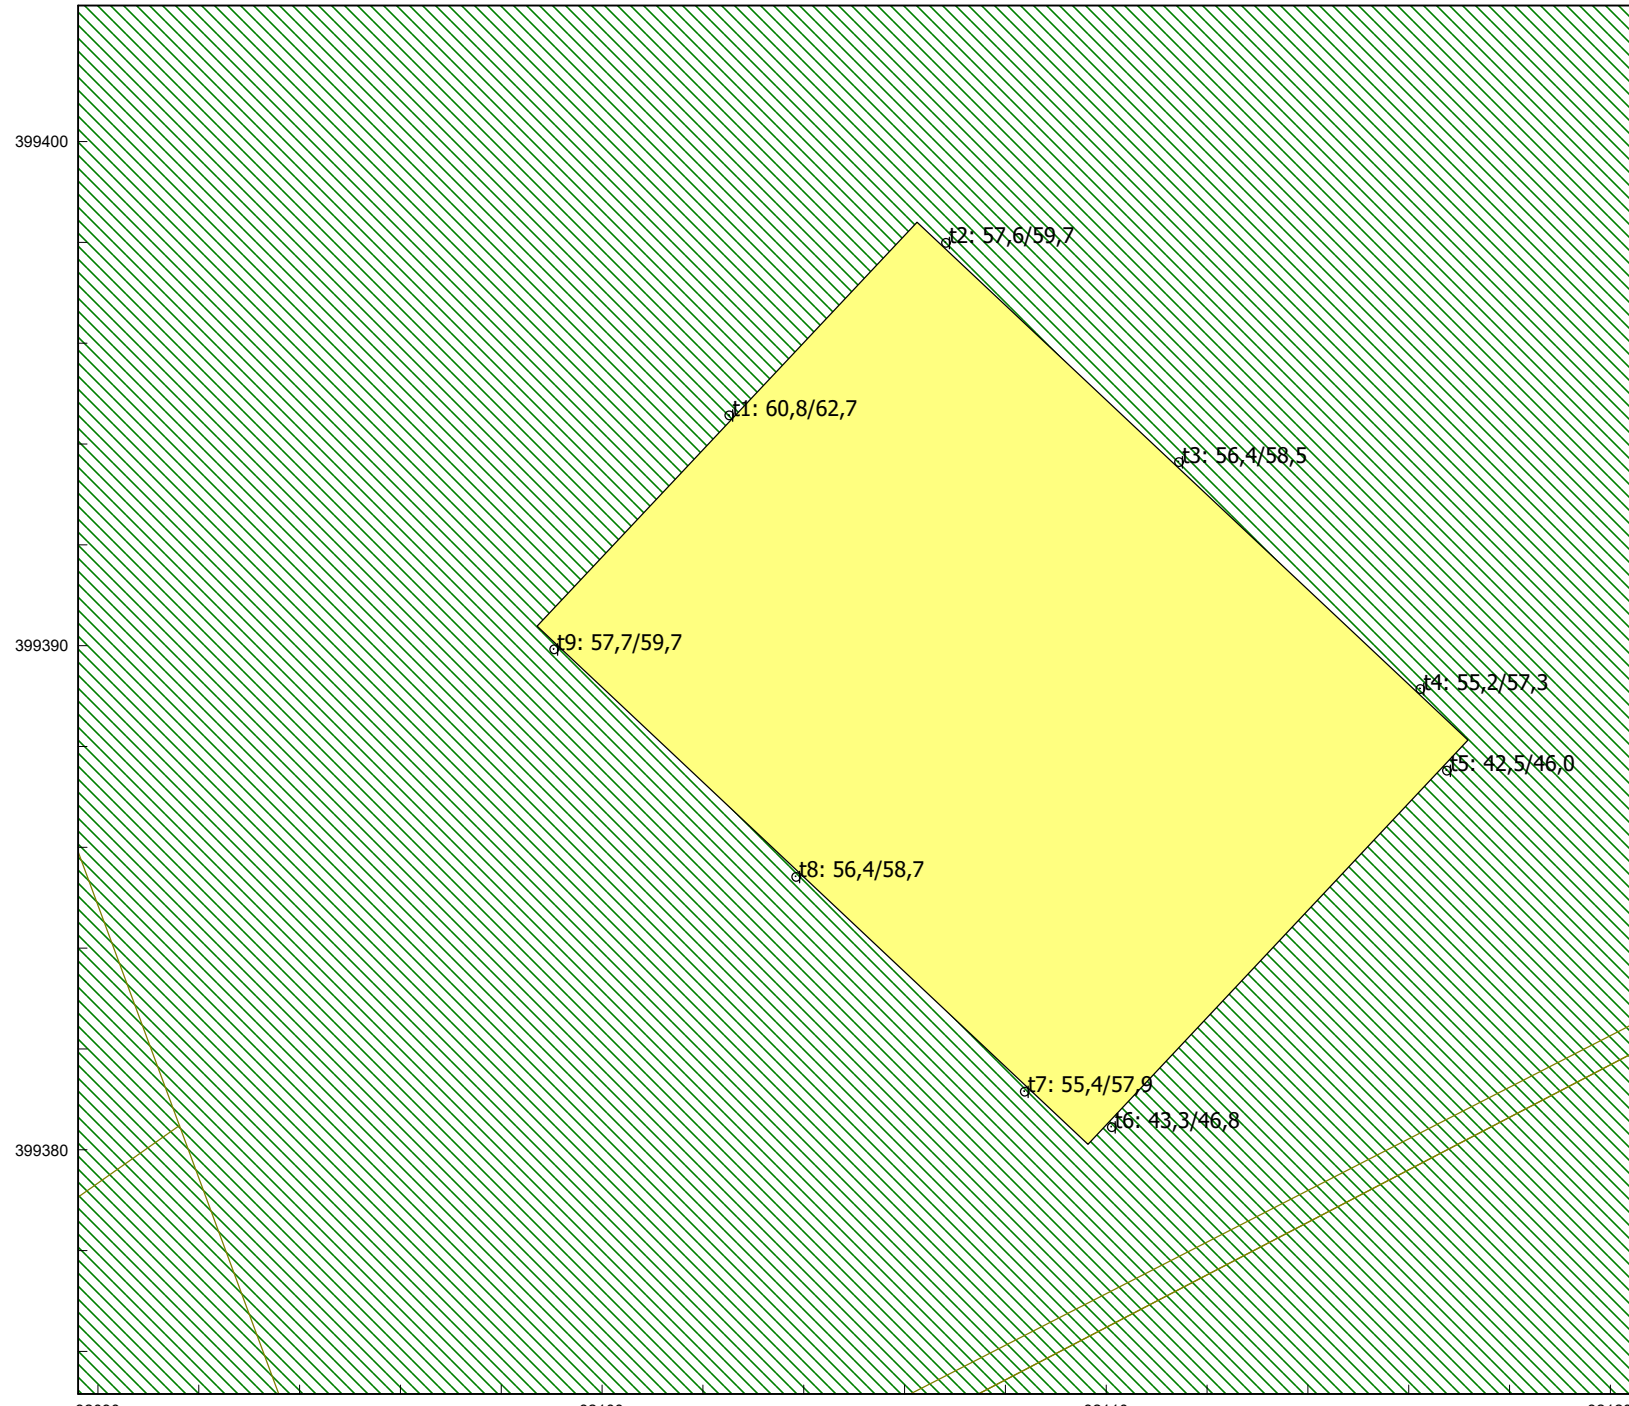 399400
t2: 57,6/59,7
t1: 60,8/62,7
t3: 56,4/58,5
399390
t9: 57,7/59,7
t4: 55,2/57,3
t5: 42,5/46,0
t8: 56,4/58,7
t7: 55,4/57,9
t6: 43,3/46,8
399380